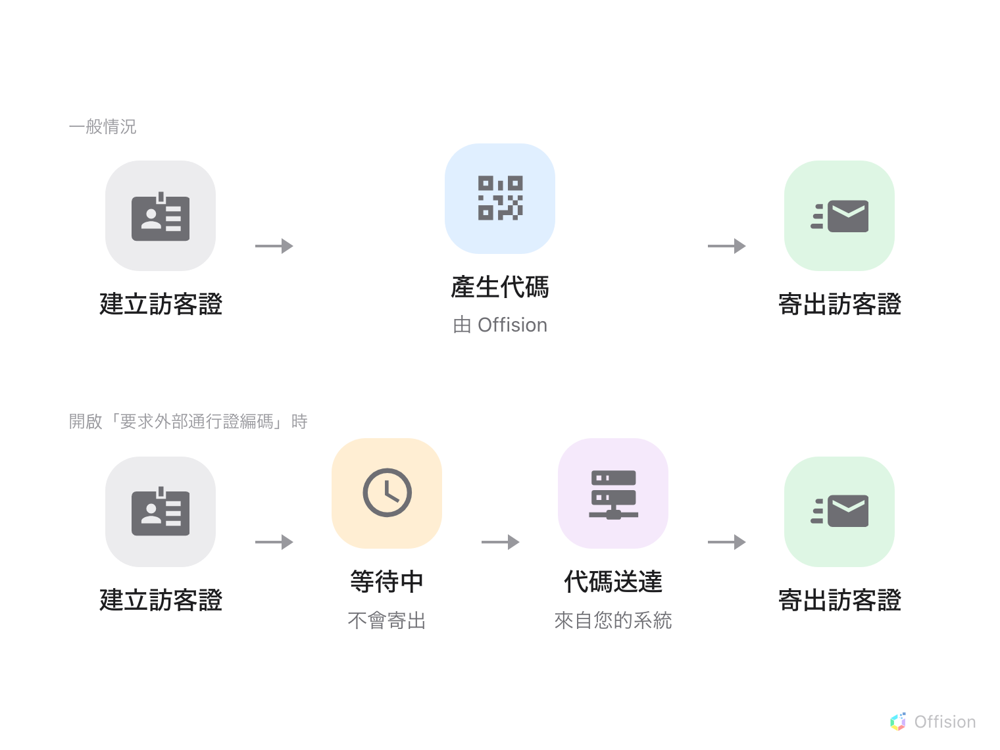 一般情況
建立訪客證
產生代碼
由 Offision
寄出訪客證
開啟「要求外部通行證編碼」時
建立訪客證
等待中
不會寄出
代碼送達
來自您的系統
寄出訪客證
Offision